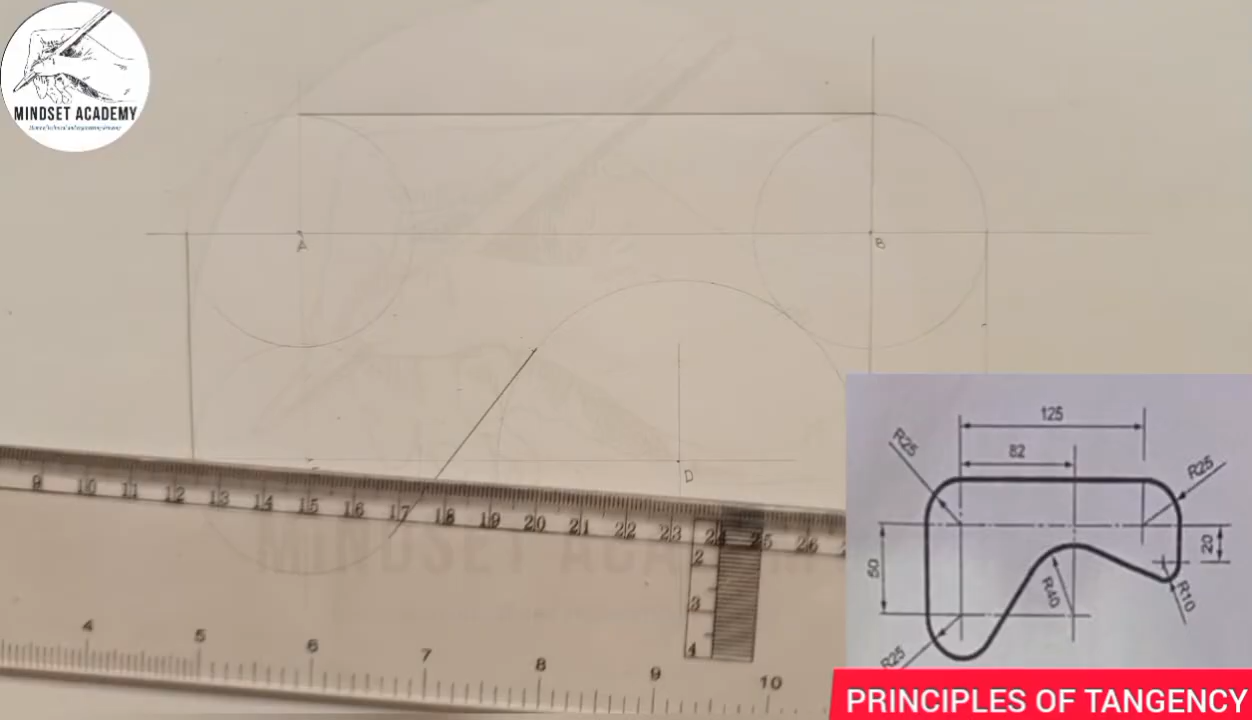 MINDSET ACADEMY
A
B
D
9 10 11 12 13 14 15 16 17 18 19 20 21 22 23 24 25 26
2
3
4
4 5 6 7 8 9 10
MINDSET ACADEMY
125
82
R25
R25
50
20
R40
R10
R25
PRINCIPLES OF TANGENCY